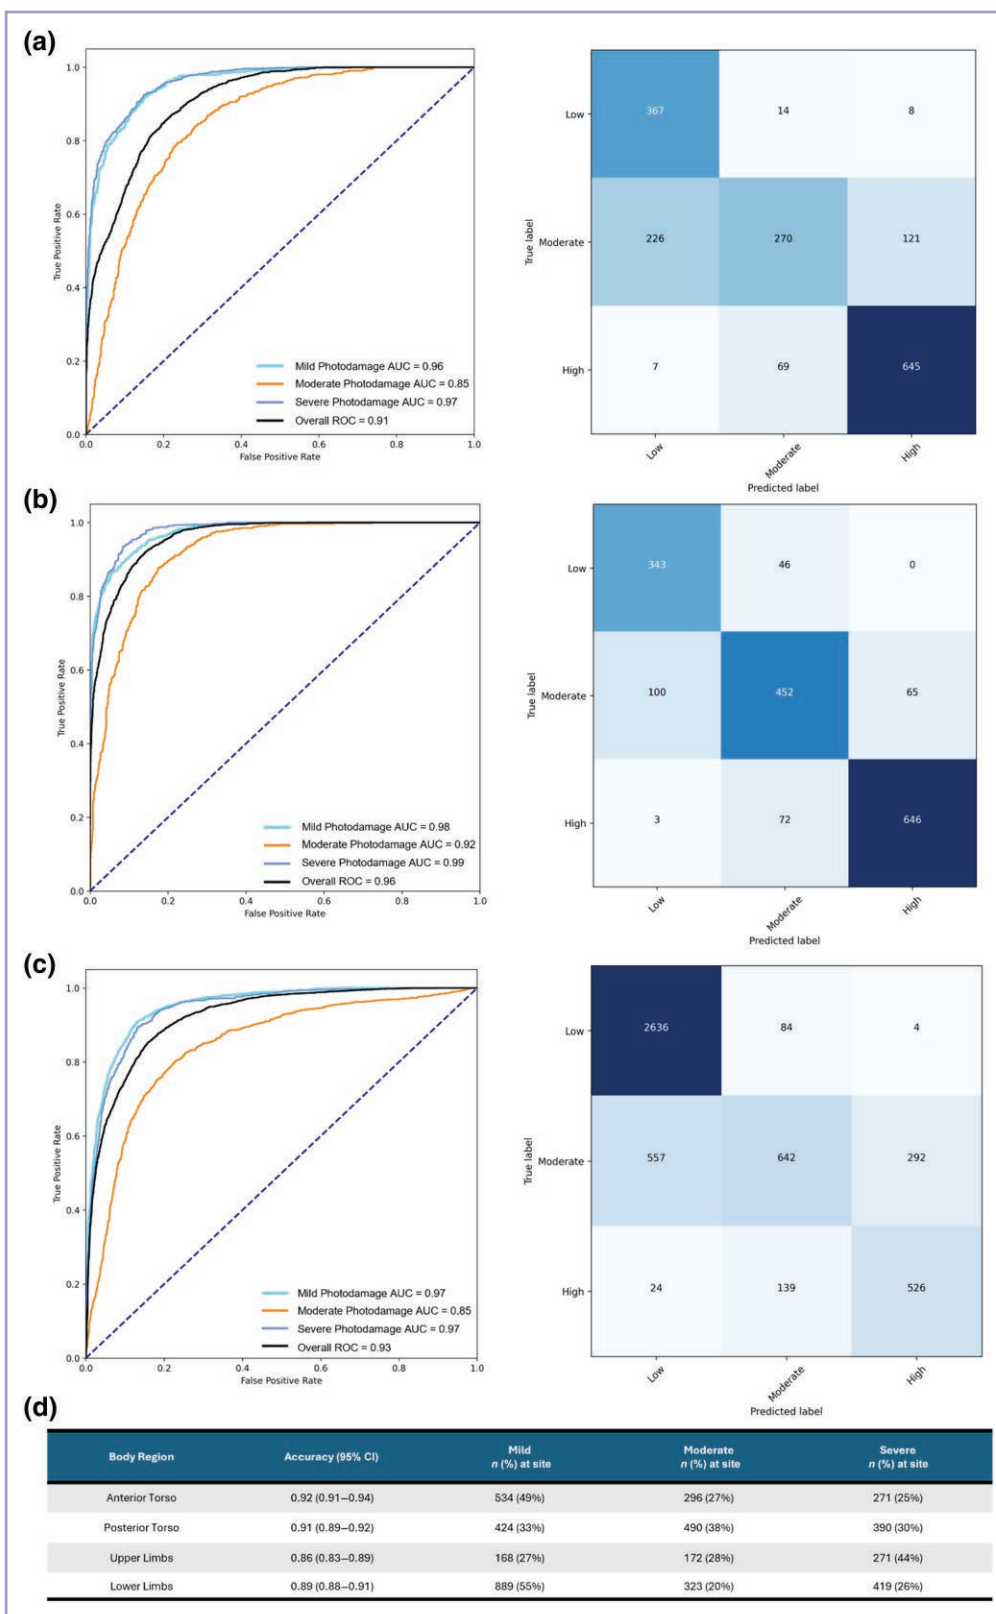 (a)
1.0
0.8
0.6
0.4
0.2
0.0
True Positive Rate
0.0 0.2 0.4 0.6 0.8 1.0
False Positive Rate
Mild Photodamage AUC = 0.96
Moderate Photodamage AUC = 0.85
Severe Photodamage AUC = 0.97
Overall ROC = 0.91
Low 367 14 8
Moderate 226 270 121
High 7 69 645
True label
Low Moderate High
Predicted label
(b)
1.0
0.8
0.6
0.4
0.2
0.0
True Positive Rate
0.0 0.2 0.4 0.6 0.8 1.0
False Positive Rate
Mild Photodamage AUC = 0.98
Moderate Photodamage AUC = 0.92
Severe Photodamage AUC = 0.99
Overall ROC = 0.96
Low 343 46 0
Moderate 100 452 65
High 3 72 646
True label
Low Moderate High
Predicted label
(c)
1.0
0.8
0.6
0.4
0.2
0.0
True Positive Rate
0.0 0.2 0.4 0.6 0.8 1.0
False Positive Rate
Mild Photodamage AUC = 0.97
Moderate Photodamage AUC = 0.85
Severe Photodamage AUC = 0.97
Overall ROC = 0.93
Low 2636 84 4
Moderate 557 642 292
High 24 139 526
True label
Low Moderate High
Predicted label
(d)
Body Region Accuracy (95% CI) Mild n (%) at site Moderate n (%) at site Severe n (%) at site
Anterior Torso 0.92 (0.91–0.94) 534 (49%) 296 (27%) 271 (25%)
Posterior Torso 0.91 (0.89–0.92) 424 (33%) 490 (38%) 390 (30%)
Upper Limbs 0.86 (0.83–0.89) 168 (27%) 172 (28%) 271 (44%)
Lower Limbs 0.89 (0.88–0.91) 889 (55%) 323 (20%) 419 (26%)